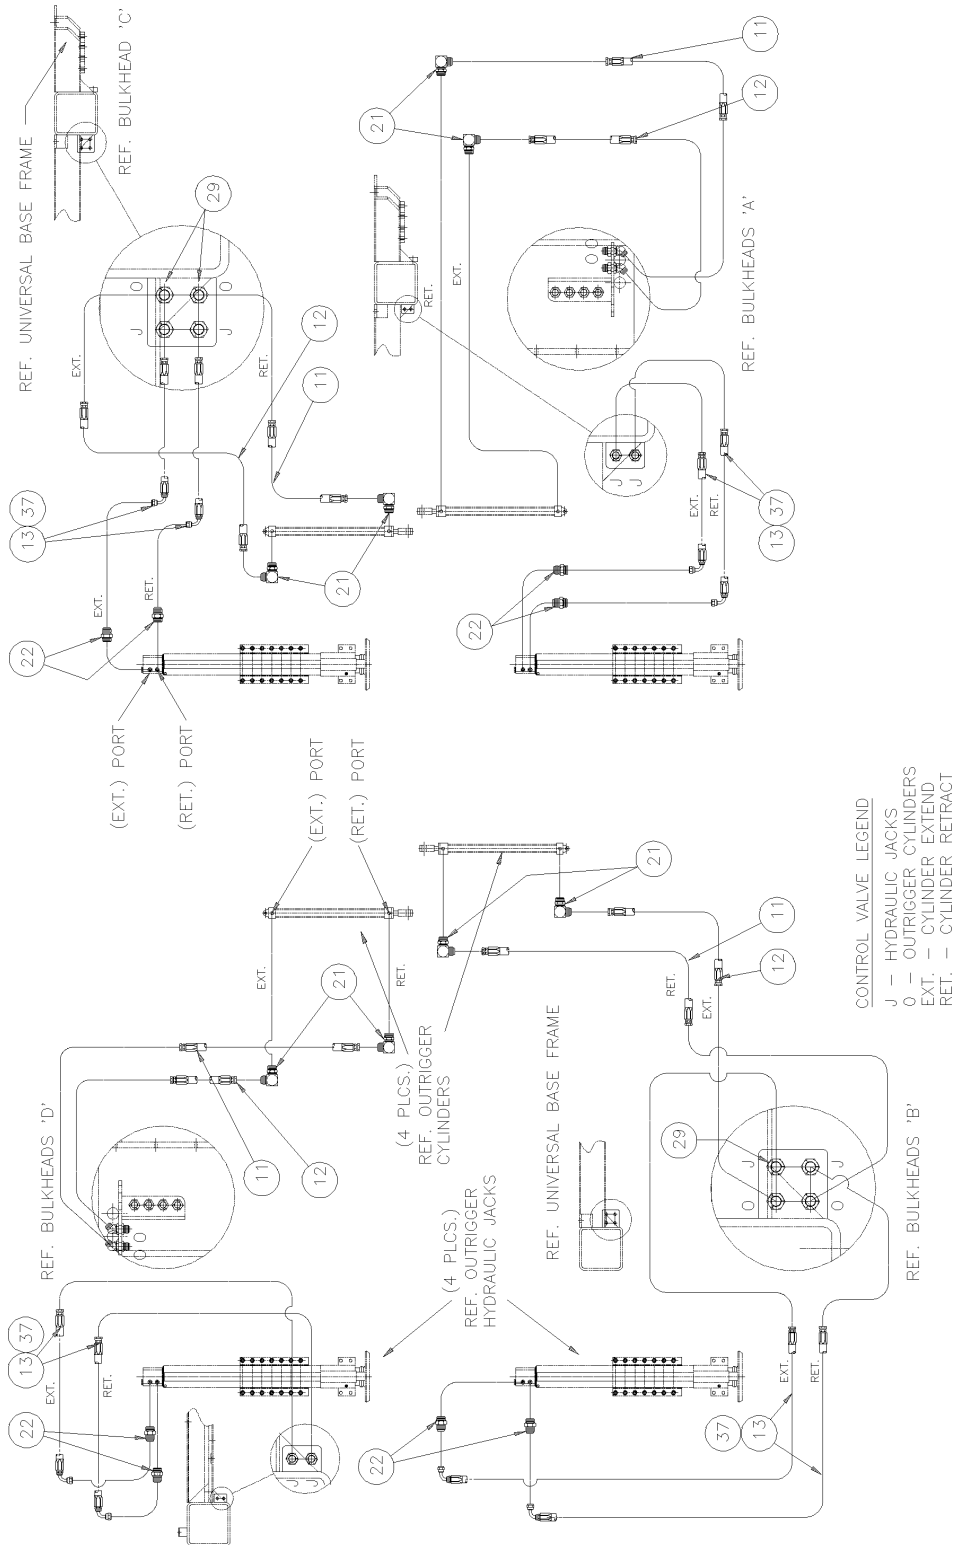 REF. UNIVERSAL BASE FRAME
REF. BULKHEAD 'C'
29
O
O
J
J
EXT.
RET.
12
11
13
37
EXT.
RET.
22
21
(EXT.) PORT
(RET.) PORT
11
12
21
RET.
EXT.
O
O
REF. BULKHEADS 'A'
J
J
EXT.
RET.
37
13
22
REF. BULKHEADS 'D'
O
O
11
12
EXT.
RET.
21
(EXT.) PORT
(RET.) PORT
(4 PLCS.)
REF. OUTRIGGER
CYLINDERS
13
37
EXT.
RET.
22
J
J
(4 PLCS.)
REF. OUTRIGGER
HYDRAULIC JACKS
21
11
12
RET.
EXT.
REF. UNIVERSAL BASE FRAME
29
J
J
O
O
REF. BULKHEADS 'B'
22
37
13
EXT.
RET.
CONTROL VALVE LEGEND
J – HYDRAULIC JACKS
O – OUTRIGGER CYLINDERS
EXT. – CYLINDER EXTEND
RET. – CYLINDER RETRACT